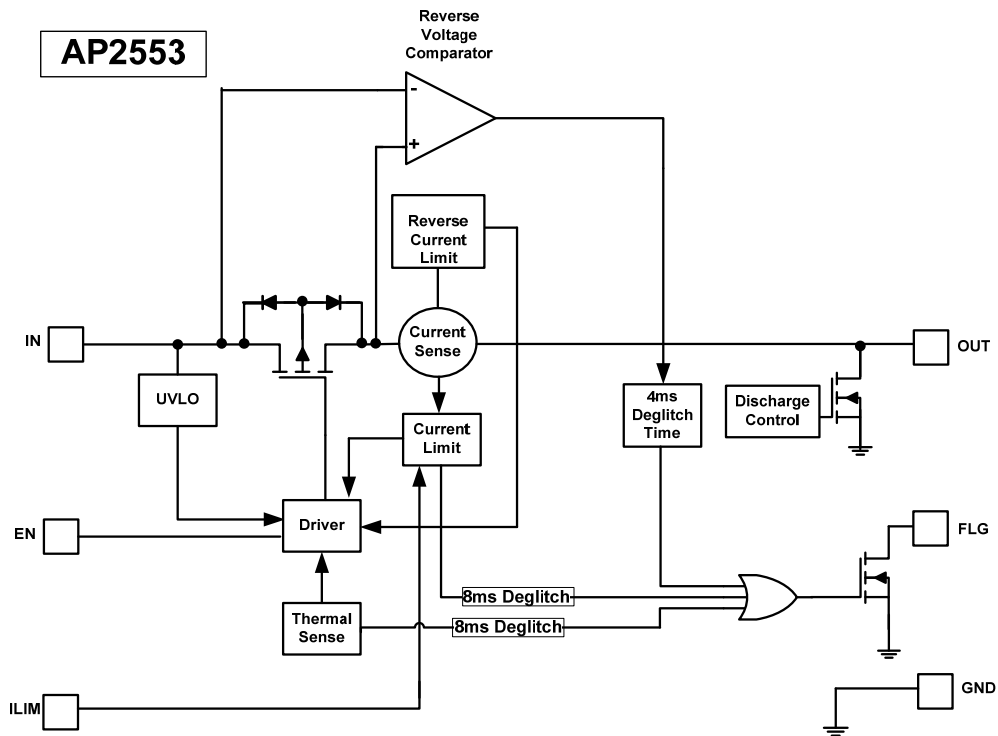 Reverse
Voltage
Comparator
AP2553
-
+
Reverse
Current
Limit
IN
Current
Sense
OUT
UVLO
4ms
Deglitch
Time
Discharge
Control
Current
Limit
EN
Driver
FLG
8ms Deglitch
Thermal
Sense
8ms Deglitch
ILIM
GND